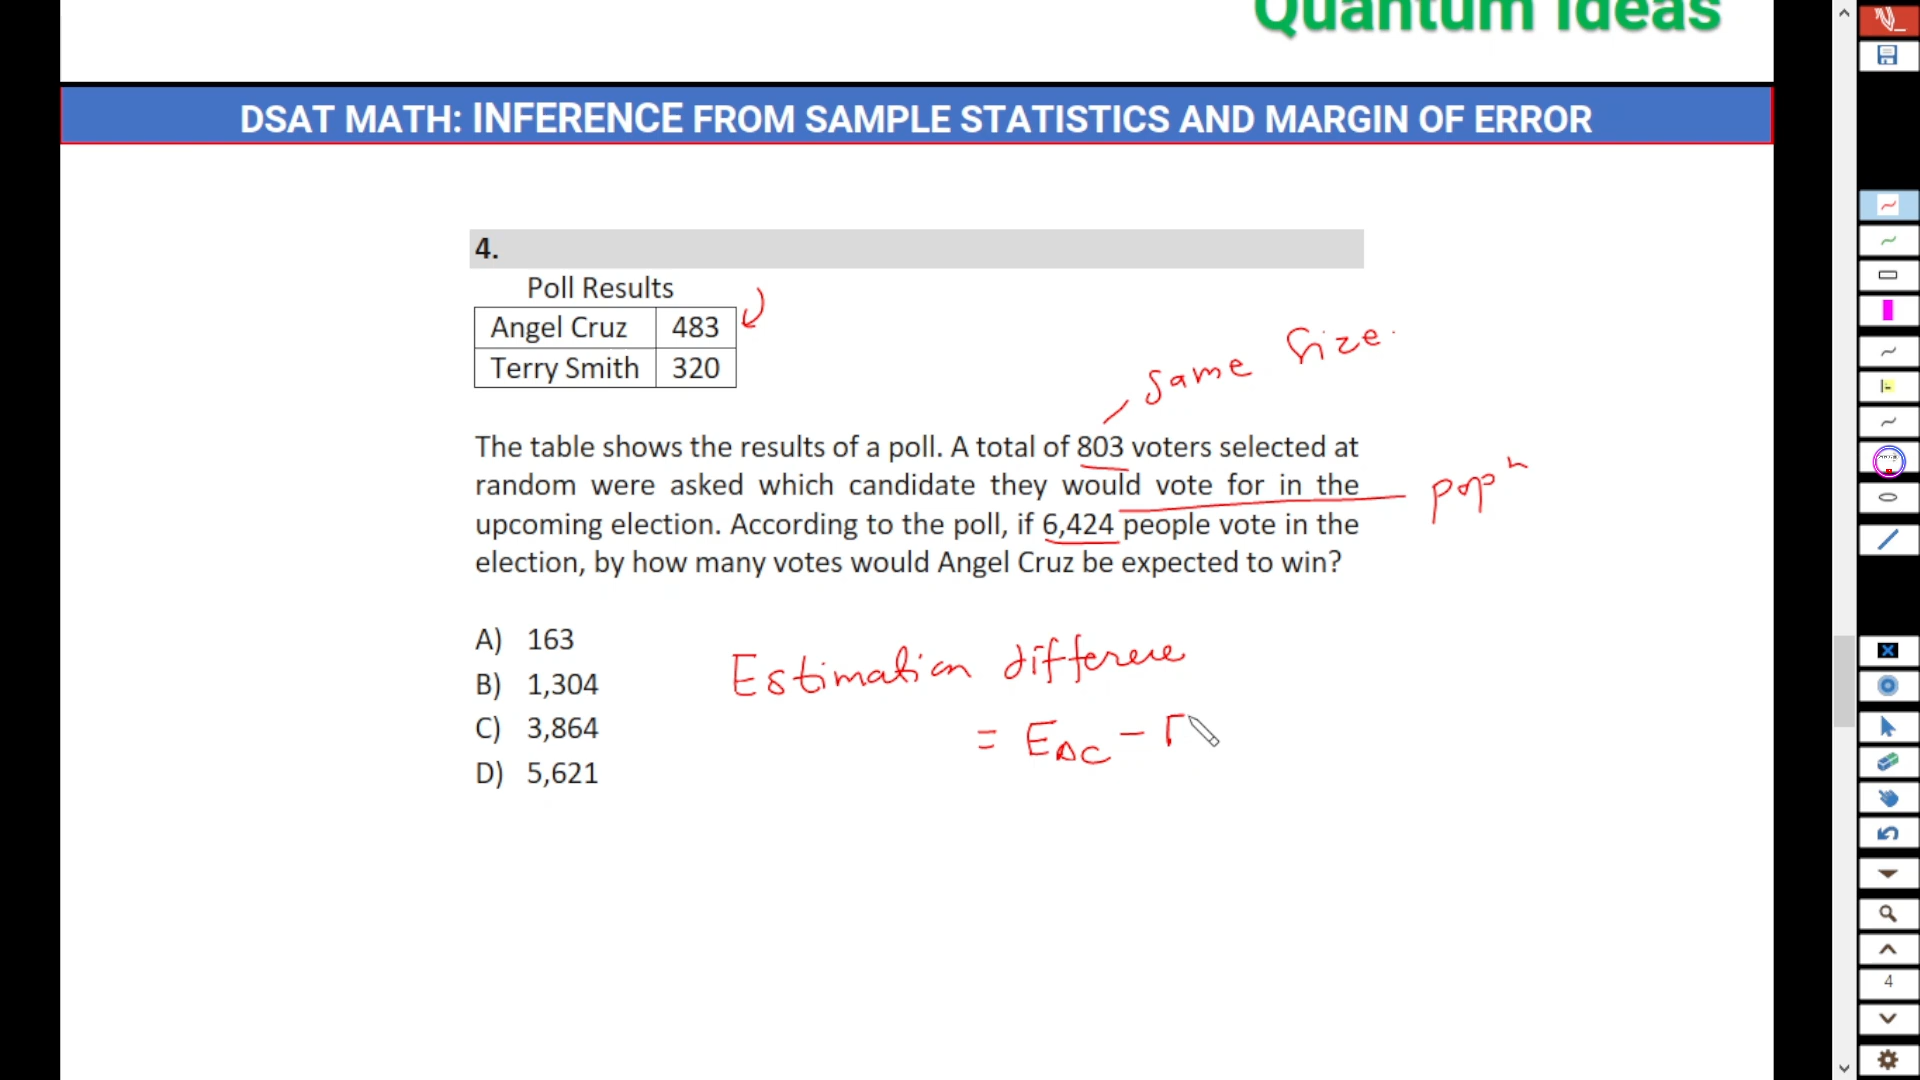 Quantum Ideas
DSAT MATH: INFERENCE FROM SAMPLE STATISTICS AND MARGIN OF ERROR
4.
Poll Results
Angel Cruz 483
Terry Smith 320
Same Size.
The table shows the results of a poll. A total of 803 voters selected at
random were asked which candidate they would vote for in the
popn
upcoming election. According to the poll, if 6,424 people vote in the
election, by how many votes would Angel Cruz be expected to win?
A) 163
B) 1,304
C) 3,864
D) 5,621
Estimation differene
= EAC -
4